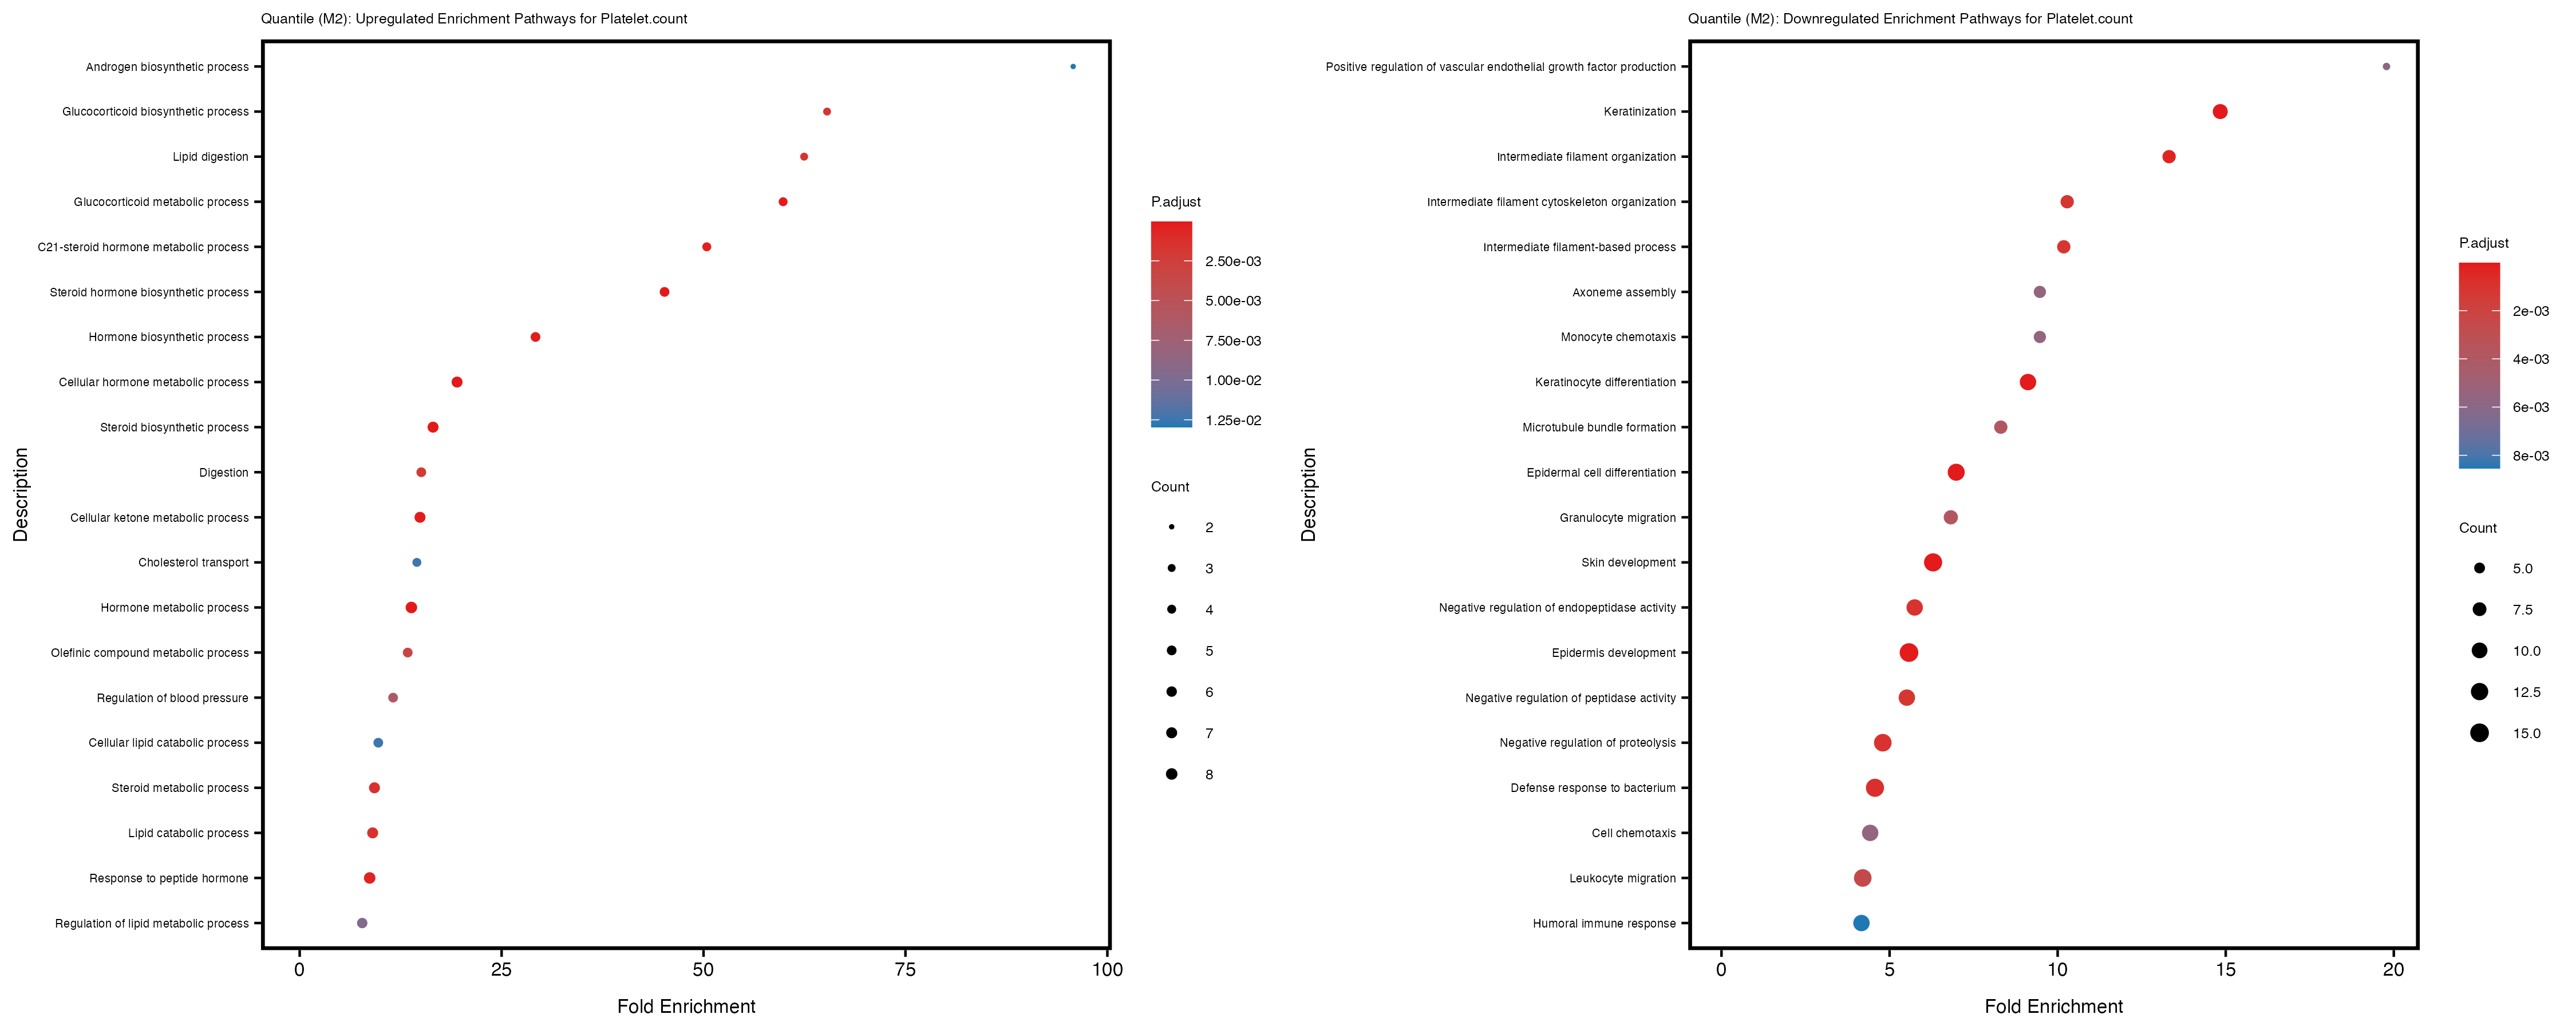 Quantile (M2): Upregulated Enrichment Pathways for Platelet.count
Description
Androgen biosynthetic process
Glucocorticoid biosynthetic process
Lipid digestion
Glucocorticoid metabolic process
C21-steroid hormone metabolic process
Steroid hormone biosynthetic process
Hormone biosynthetic process
Cellular hormone metabolic process
Steroid biosynthetic process
Digestion
Cellular ketone metabolic process
Cholesterol transport
Hormone metabolic process
Olefinic compound metabolic process
Regulation of blood pressure
Cellular lipid catabolic process
Steroid metabolic process
Lipid catabolic process
Response to peptide hormone
Regulation of lipid metabolic process
0 25 50 75 100
Fold Enrichment
P.adjust
2.50e-03
5.00e-03
7.50e-03
1.00e-02
1.25e-02
Count
2
3
4
5
6
7
8
Quantile (M2): Downregulated Enrichment Pathways for Platelet.count
Description
Positive regulation of vascular endothelial growth factor production
Keratinization
Intermediate filament organization
Intermediate filament cytoskeleton organization
Intermediate filament-based process
Axoneme assembly
Monocyte chemotaxis
Keratinocyte differentiation
Microtubule bundle formation
Epidermal cell differentiation
Granulocyte migration
Skin development
Negative regulation of endopeptidase activity
Epidermis development
Negative regulation of peptidase activity
Negative regulation of proteolysis
Defense response to bacterium
Cell chemotaxis
Leukocyte migration
Humoral immune response
0 5 10 15 20
Fold Enrichment
P.adjust
2e-03
4e-03
6e-03
8e-03
Count
5.0
7.5
10.0
12.5
15.0